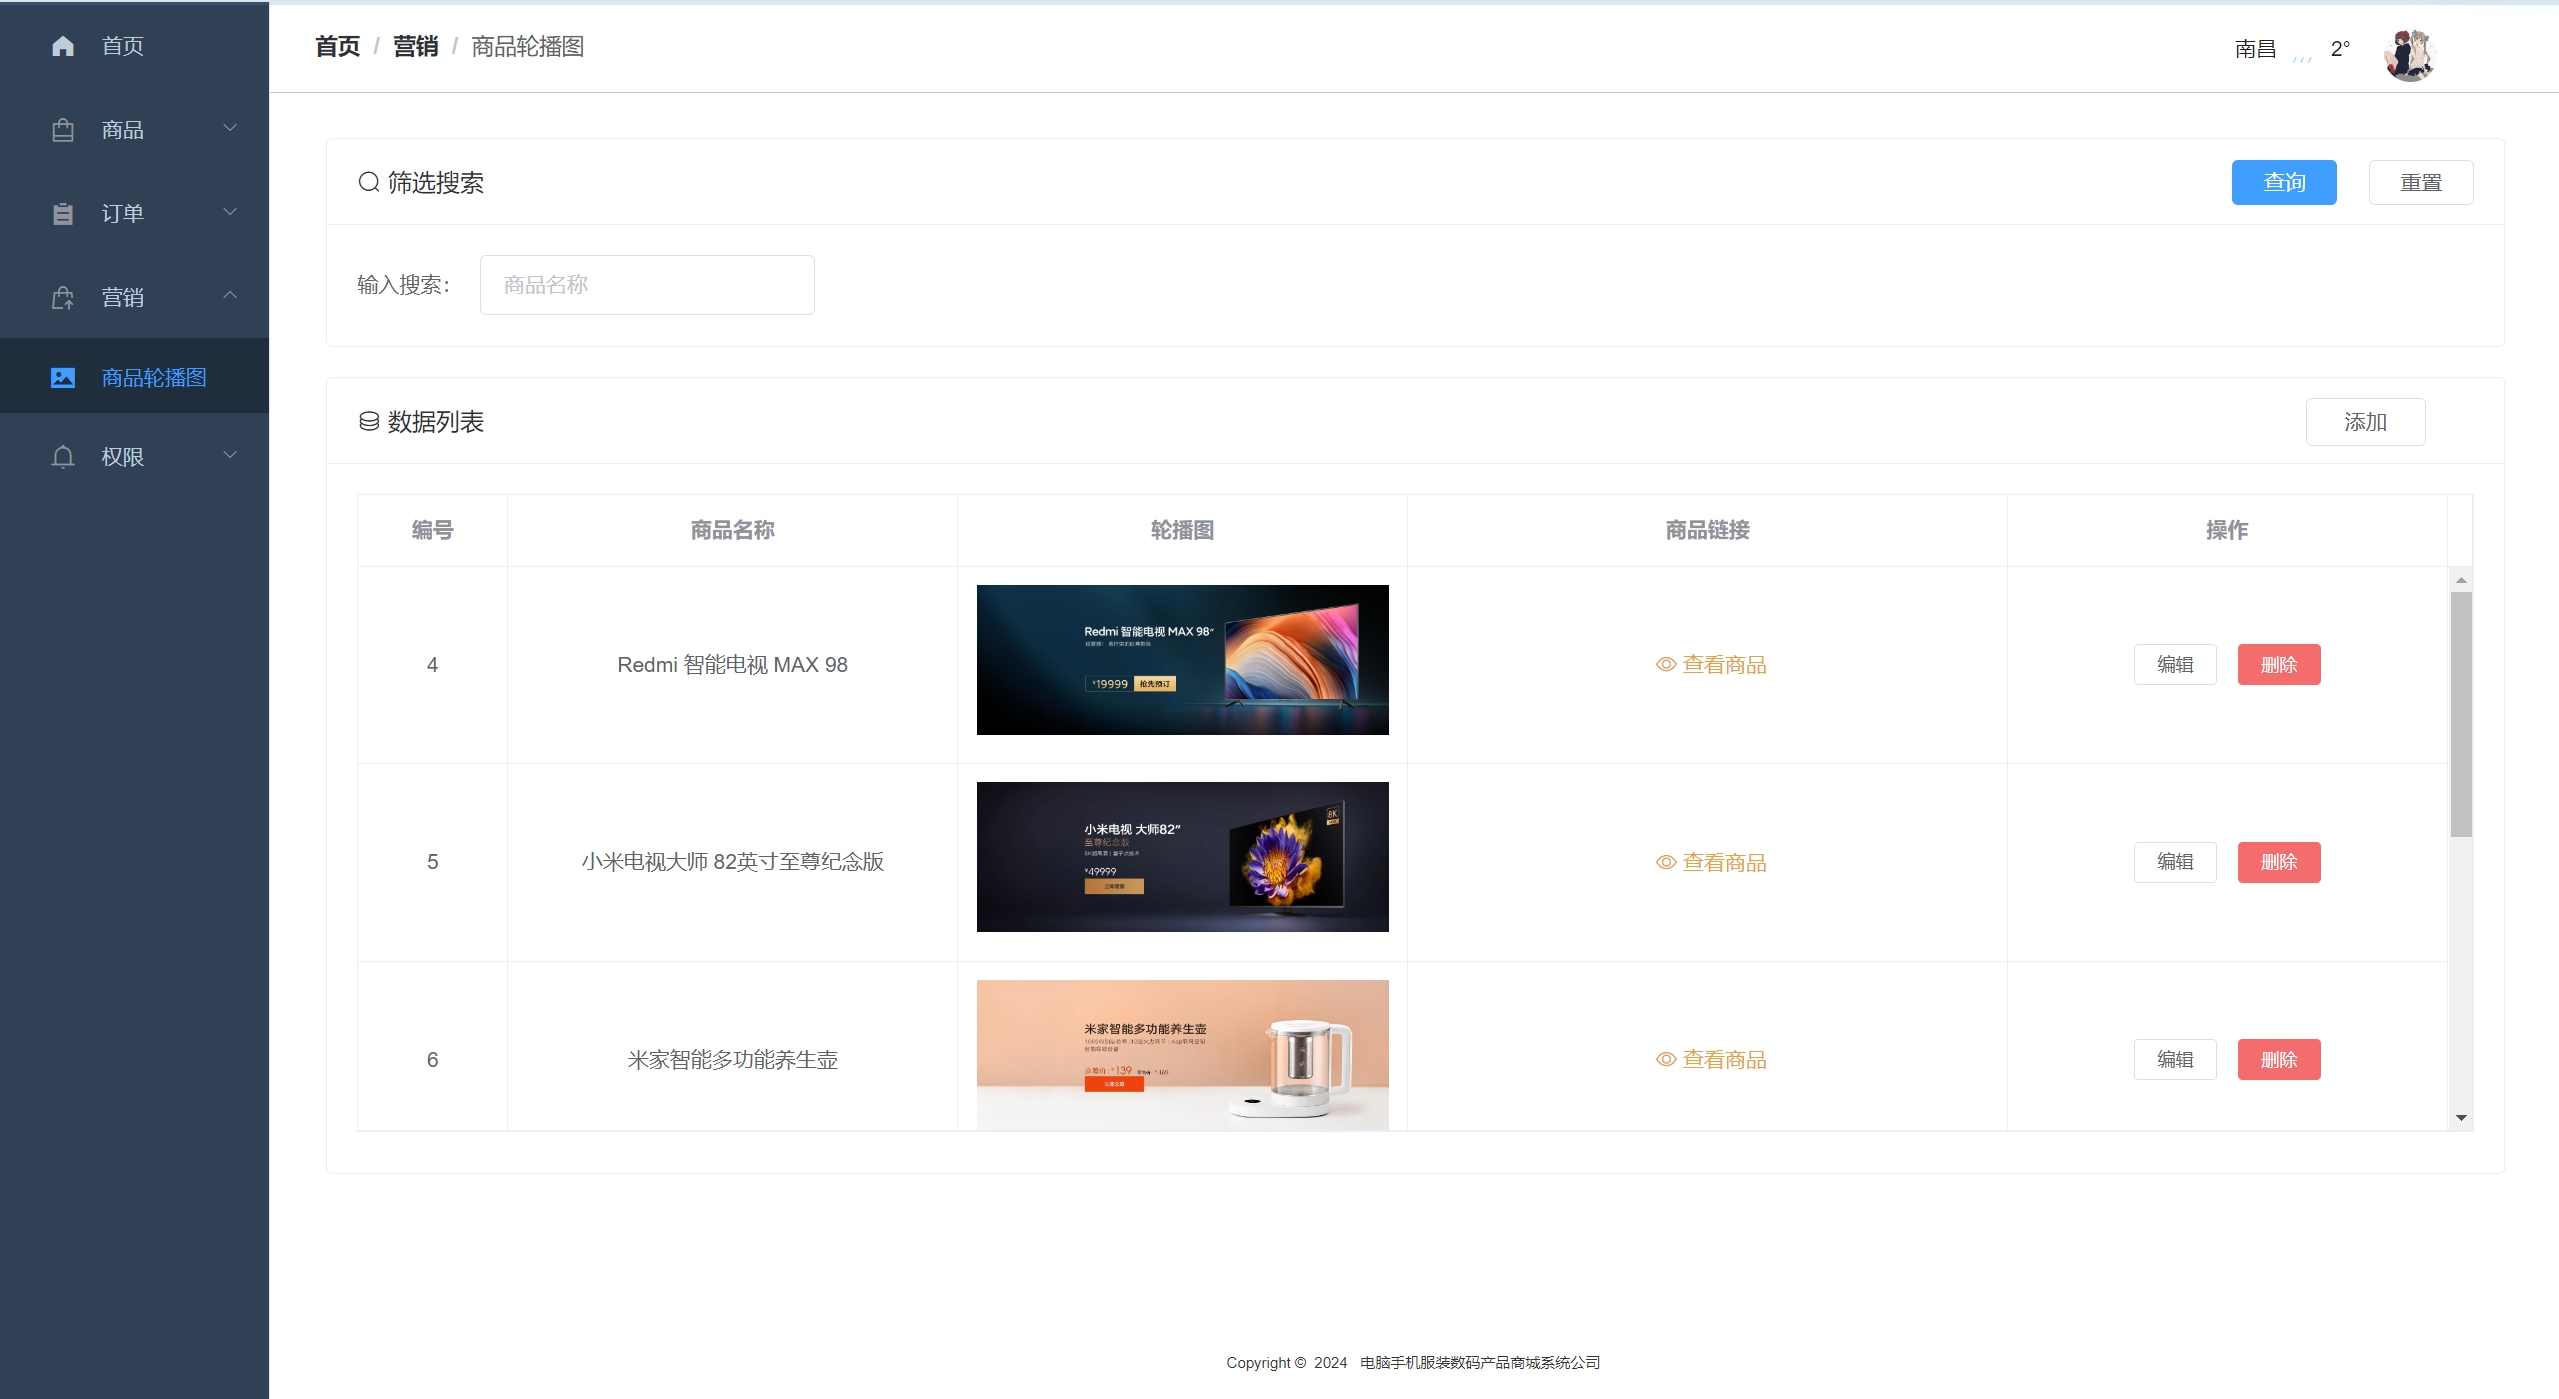 首页
商品
订单
营销
商品轮播图
权限
首页 / 营销 / 商品轮播图
南昌 2°
筛选搜索
查询 重置
输入搜索: 商品名称
数据列表
添加
编号 商品名称 轮播图 商品链接 操作
4 Redmi 智能电视 MAX 98 查看商品 编辑 删除
Redmi 智能电视 MAX 98"
¥19999 抢先预订
5 小米电视大师 82英寸至尊纪念版 查看商品 编辑 删除
小米电视 大师82"
至尊纪念版
¥49999
8K
6 米家智能多功能养生壶 查看商品 编辑 删除
米家智能多功能养生壶
众筹价：¥139
Copyright © 2024 电脑手机服装数码产品商城系统公司